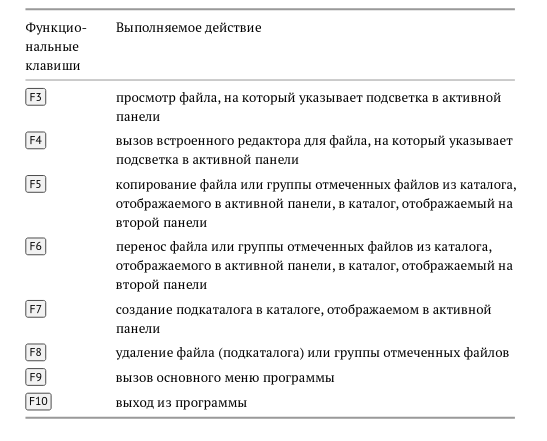 Функцио-
нальные
клавиши
Выполняемое действие
F3 просмотр файла, на который указывает подсветка в активной
панели
F4 вызов встроенного редактора для файла, на который указывает
подсветка в активной панели
F5 копирование файла или группы отмеченных файлов из каталога,
отображаемого в активной панели, в каталог, отображаемый на
второй панели
F6 перенос файла или группы отмеченных файлов из каталога,
отображаемого в активной панели, в каталог, отображаемый на
второй панели
F7 создание подкаталога в каталоге, отображаемом в активной
панели
F8 удаление файла (подкаталога) или группы отмеченных файлов
F9 вызов основного меню программы
F10 выход из программы